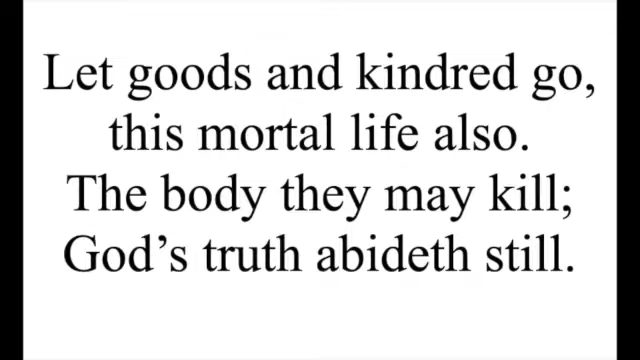 Let goods and kindred go,
this mortal life also.
The body they may kill;
God’s truth abideth still.